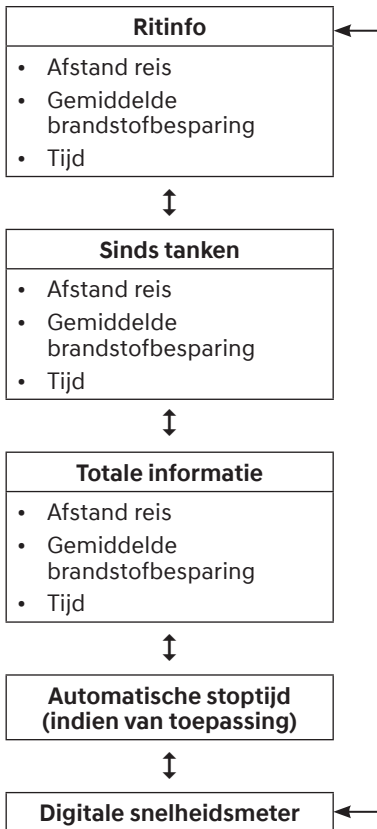 Ritinfo
• Afstand reis
• Gemiddelde
brandstofbesparing
• Tijd
Sinds tanken
• Afstand reis
• Gemiddelde
brandstofbesparing
• Tijd
Totale informatie
• Afstand reis
• Gemiddelde
brandstofbesparing
• Tijd
Automatische stoptijd
(indien van toepassing)
Digitale snelheidsmeter